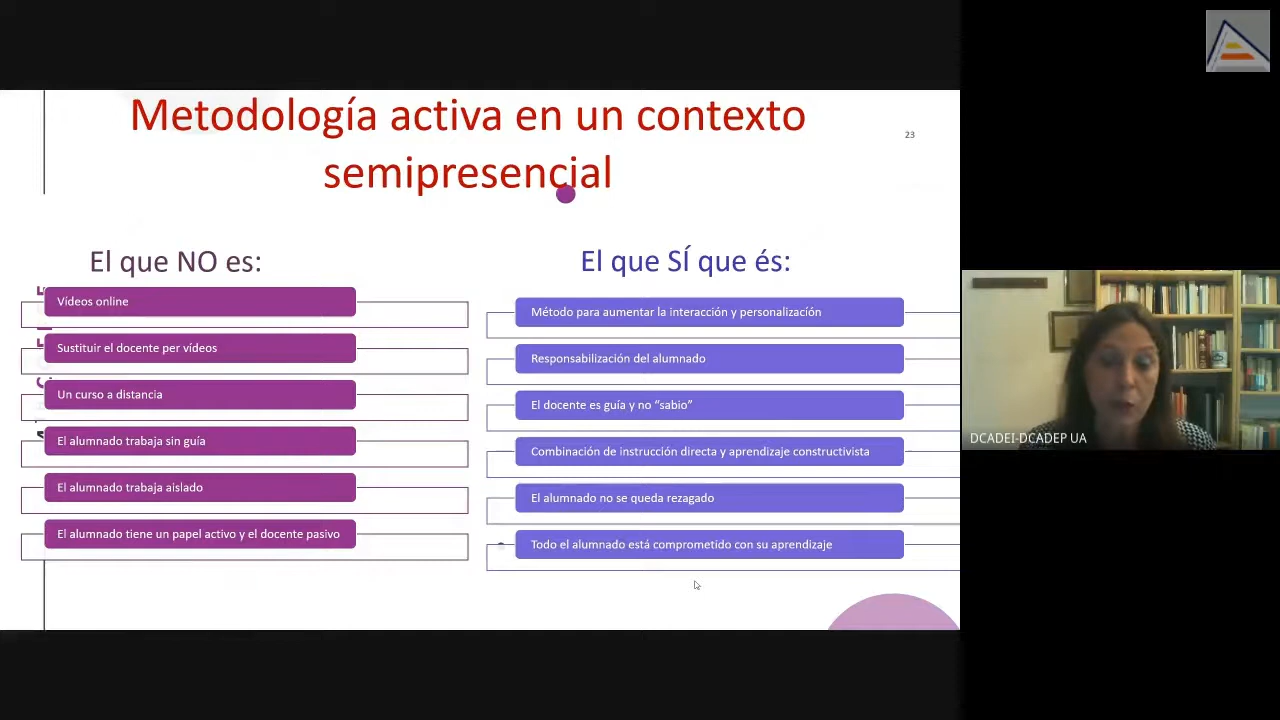 Metodología activa en un contexto
semipresencial
23
El que NO es:
Vídeos online
Sustituir el docente per vídeos
Un curso a distancia
El alumnado trabaja sin guía
El alumnado trabaja aislado
El alumnado tiene un papel activo y el docente pasivo
El que SÍ que és:
Método para aumentar la interacción y personalización
Responsabilización del alumnado
El docente es guía y no “sabio”
Combinación de instrucción directa y aprendizaje constructivista
El alumnado no se queda rezagado
Todo el alumnado está comprometido con su aprendizaje
DCADEI-DCADEP UA